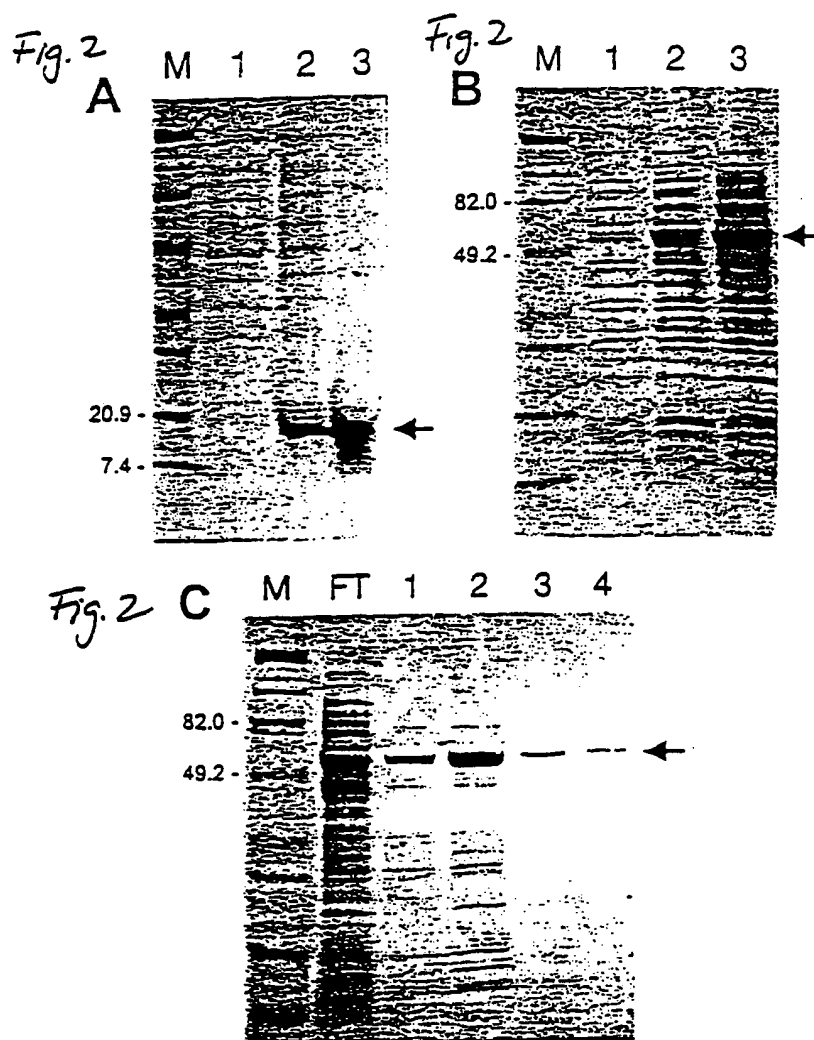 Fig. 2
A
M 1 2 3
20.9 -
7.4 -
Fig. 2
B
M 1 2 3
82.0 -
49.2 -
Fig. 2 C
M FT 1 2 3 4
82.0 -
49.2 -